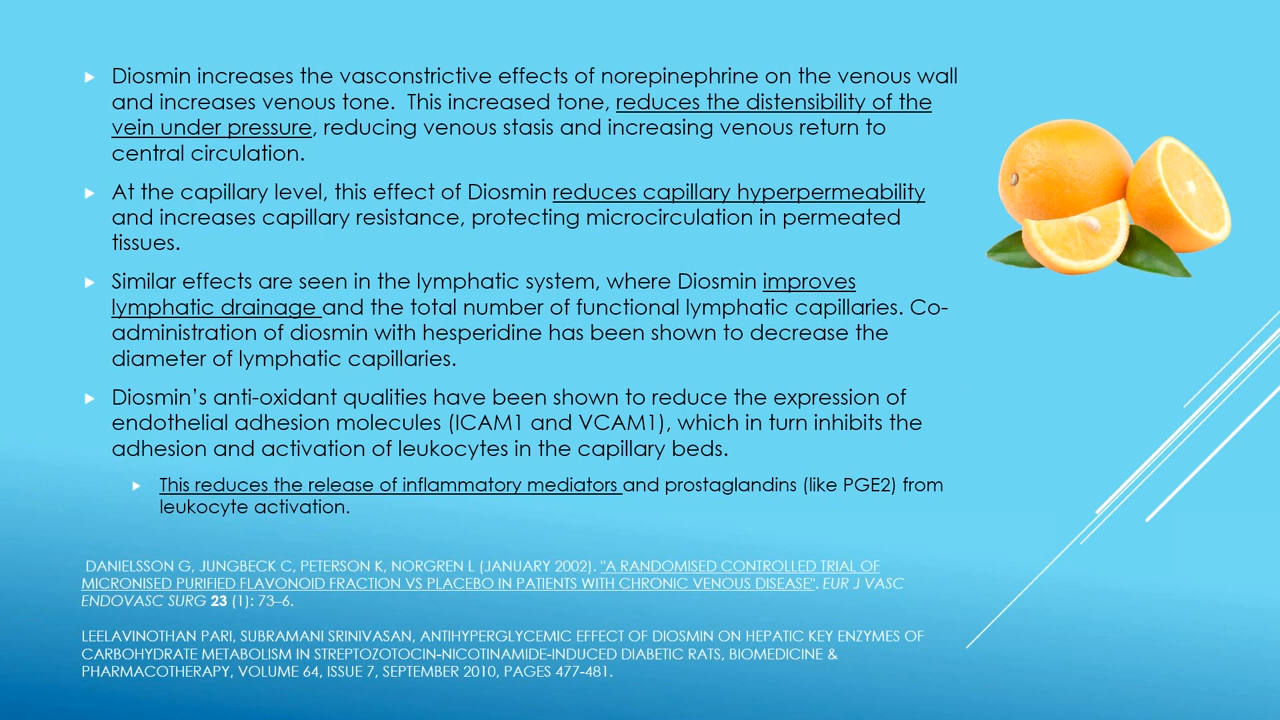 Diosmin increases the vasconstrictive effects of norepinephrine on the venous wall
and increases venous tone.  This increased tone, reduces the distensibility of the
vein under pressure, reducing venous stasis and increasing venous return to
central circulation.
At the capillary level, this effect of Diosmin reduces capillary hyperpermeability
and increases capillary resistance, protecting microcirculation in permeated
tissues.
Similar effects are seen in the lymphatic system, where Diosmin improves
lymphatic drainage and the total number of functional lymphatic capillaries. Co-
administration of diosmin with hesperidine has been shown to decrease the
diameter of lymphatic capillaries.
Diosmin’s anti-oxidant qualities have been shown to reduce the expression of
endothelial adhesion molecules (ICAM1 and VCAM1), which in turn inhibits the
adhesion and activation of leukocytes in the capillary beds.
This reduces the release of inflammatory mediators and prostaglandins (like PGE2) from
leukocyte activation.
DANIELSSON G, JUNGBECK C, PETERSON K, NORGREN L (JANUARY 2002). "A RANDOMISED CONTROLLED TRIAL OF
MICRONISED PURIFIED FLAVONOID FRACTION VS PLACEBO IN PATIENTS WITH CHRONIC VENOUS DISEASE". EUR J VASC
ENDOVASC SURG 23 (1): 73–6.
LEELAVINOTHAN PARI, SUBRAMANI SRINIVASAN, ANTIHYPERGLYCEMIC EFFECT OF DIOSMIN ON HEPATIC KEY ENZYMES OF
CARBOHYDRATE METABOLISM IN STREPTOZOTOCIN-NICOTINAMIDE-INDUCED DIABETIC RATS, BIOMEDICINE &
PHARMACOTHERAPY, VOLUME 64, ISSUE 7, SEPTEMBER 2010, PAGES 477-481.